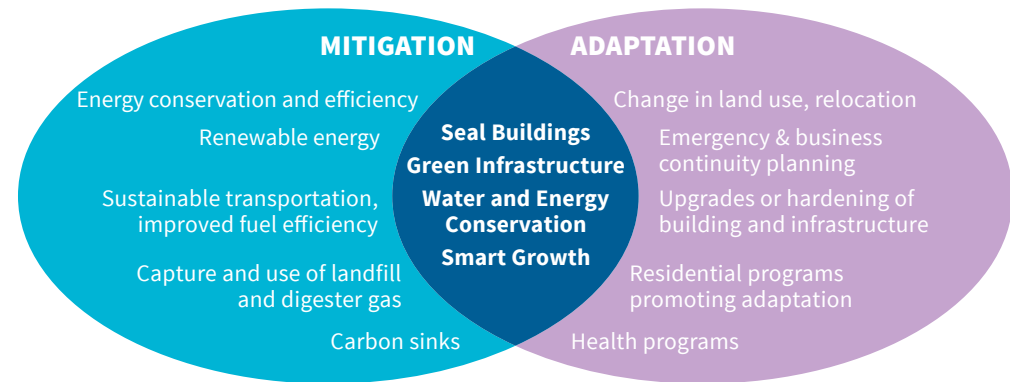 MITIGATION
Energy conservation and efficiency
Renewable energy
Sustainable transportation,
improved fuel efficiency
Capture and use of landfill
and digester gas
Carbon sinks
Seal Buildings
Green Infrastructure
Water and Energy
Conservation
Smart Growth
ADAPTATION
Change in land use, relocation
Emergency & business
continuity planning
Upgrades or hardening of
building and infrastructure
Residential programs
promoting adaptation
Health programs